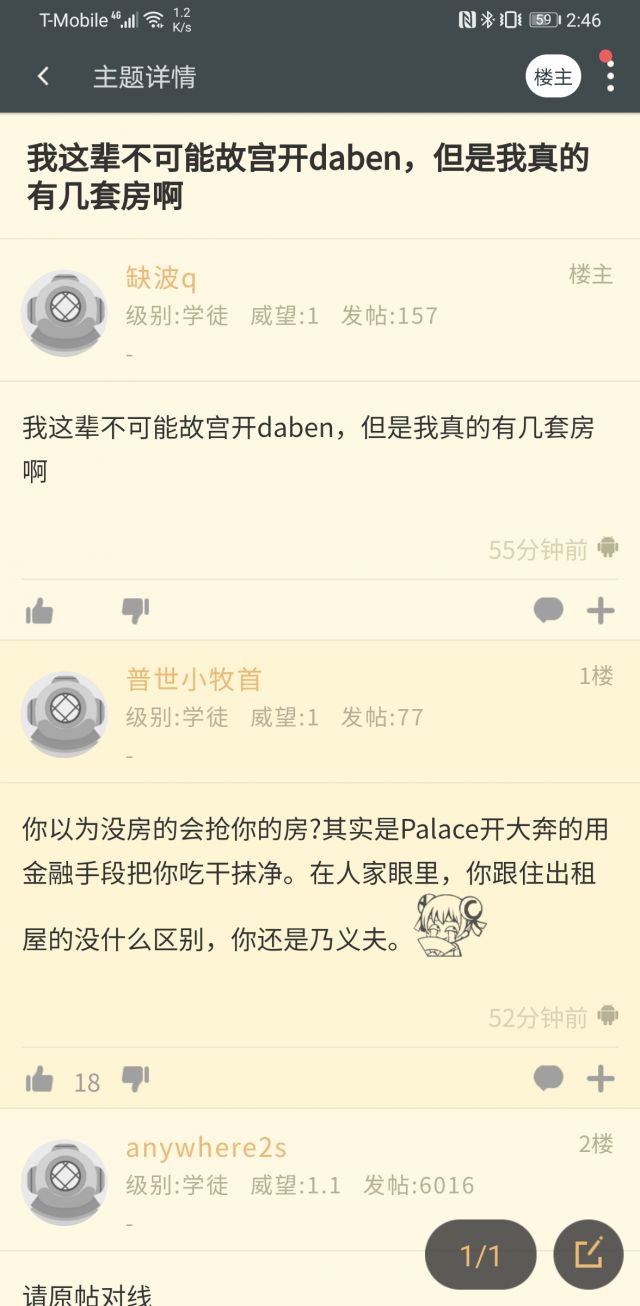 T-Mobile 4G 1.2 K/s 59 2:46
主题详情 楼主
我这辈不可能故宫开daben，但是我真的
有几套房啊
缺波q 楼主
级别:学徒 威望:1 发帖:157
-
我这辈不可能故宫开daben，但是我真的有几套房
啊
55分钟前
普世小牧首 1楼
级别:学徒 威望:1 发帖:77
-
你以为没房的会抢你的房?其实是Palace开大奔的用
金融手段把你吃干抹净。在人家眼里，你跟住出租
屋的没什么区别，你还是乃义夫。
52分钟前
18
anywhere2s 2楼
级别:学徒 威望:1.1 发帖:6016
-
1/1
请原帖对线